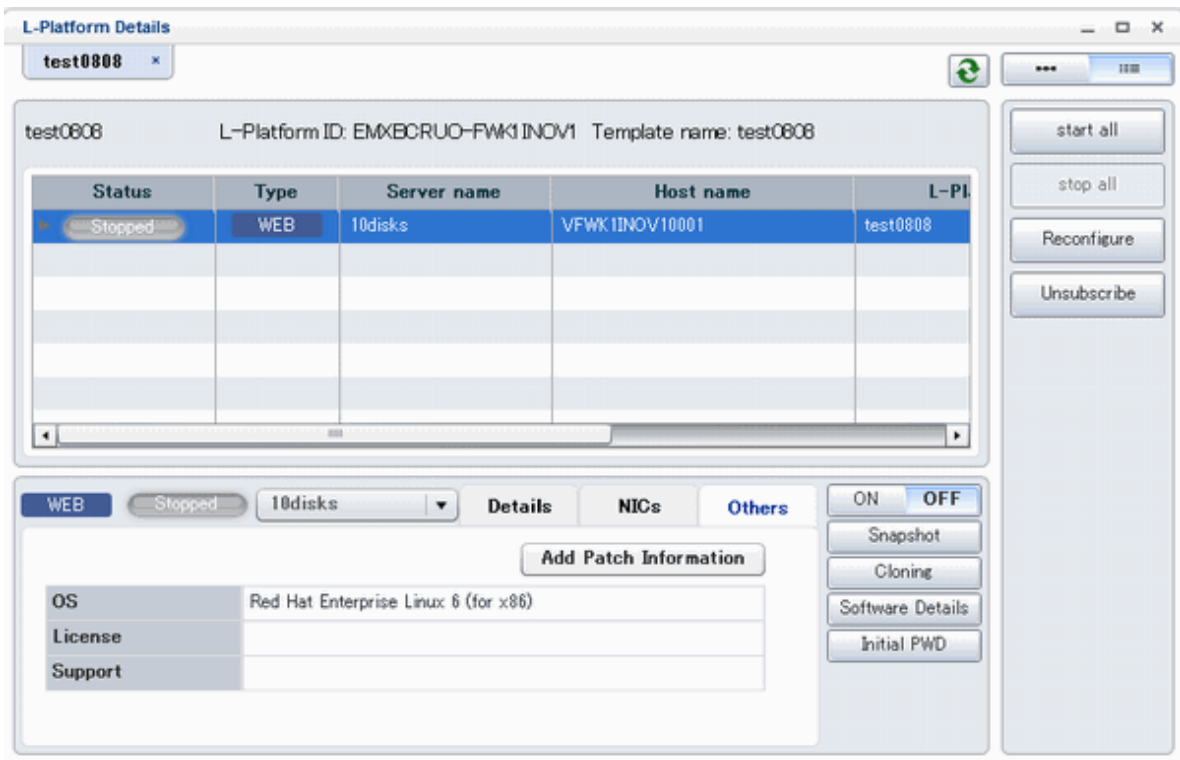 L-Platform Details
test0808 ×
test0808 L-Platform ID: EMXBCRUO-FWK1INOV1 Template name: test0808
start all
stop all
Reconfigure
Unsubscribe
Status Type Server name Host name L-Pl
Stopped WEB 10disks VFWK1INOV10001 test0808
WEB Stopped 10disks Details NICs Others
ON OFF
Snapshot
Cloning
Software Details
Initial PWD
Add Patch Information
OS Red Hat Enterprise Linux 6 (for x86)
License
Support